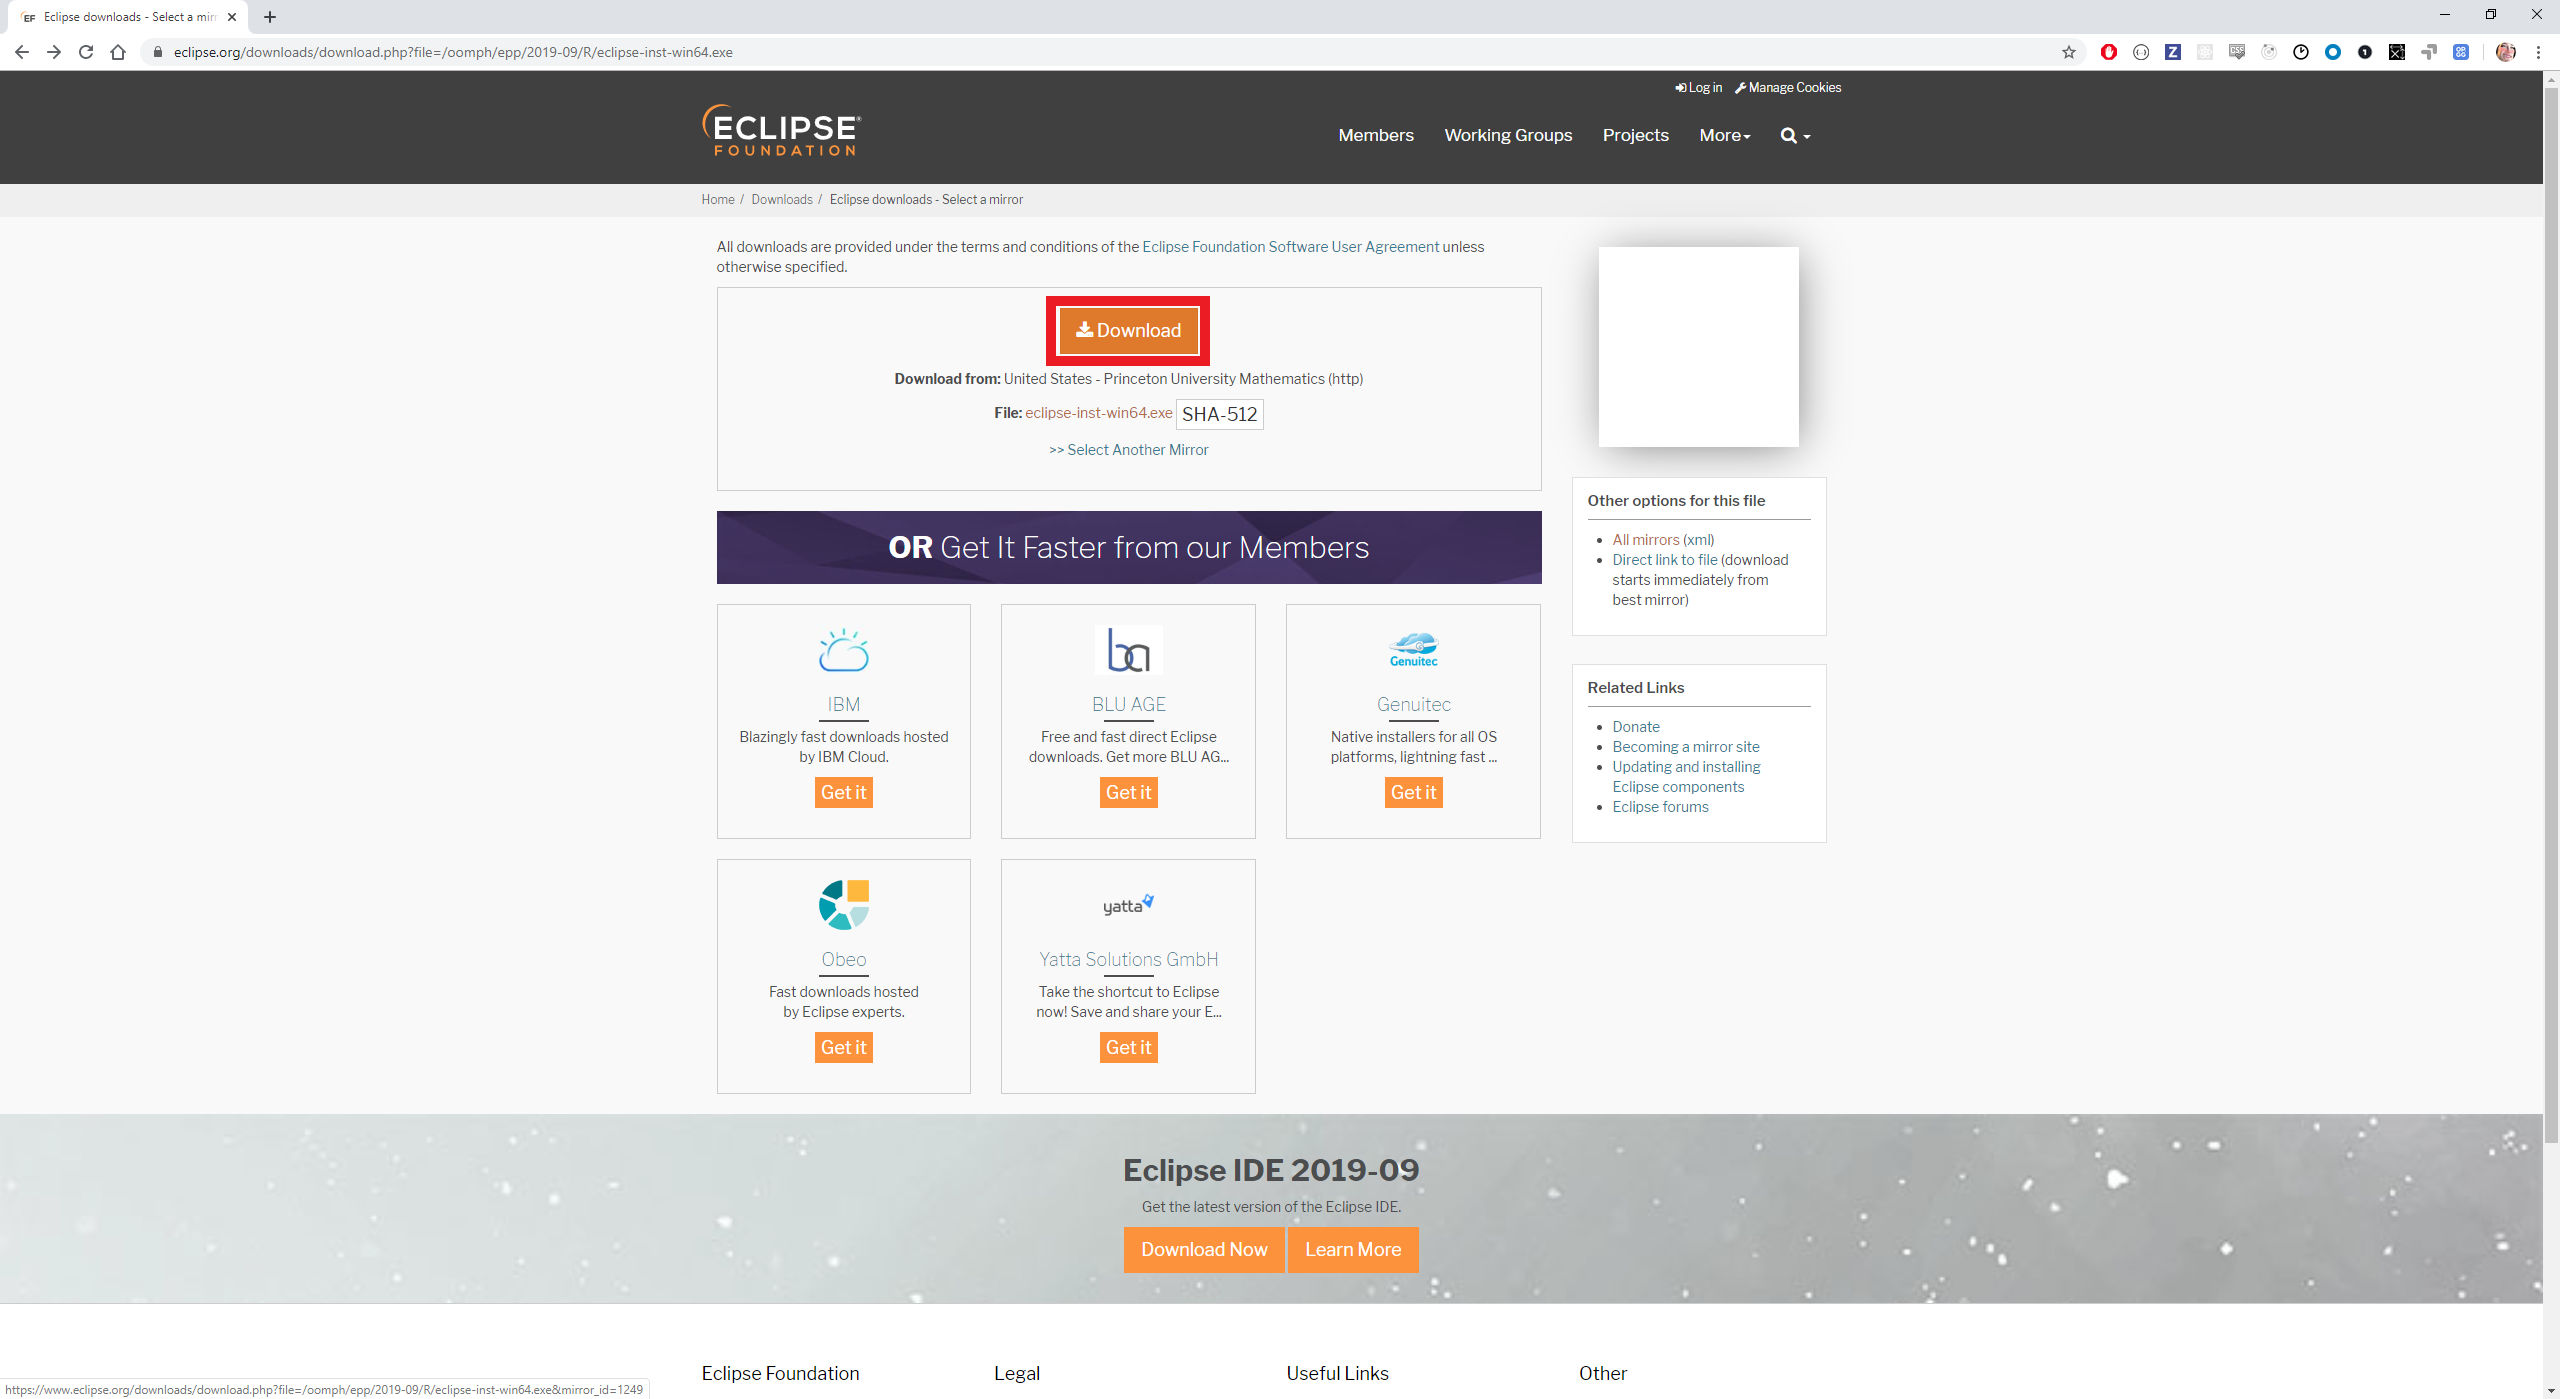 EF Eclipse downloads - Select a mirr
eclipse.org/downloads/download.php?file=/oomph/epp/2019-09/R/eclipse-inst-win64.exe
Log in Manage Cookies
ECLIPSE®
FOUNDATION
Members Working Groups Projects More
Home / Downloads / Eclipse downloads - Select a mirror
All downloads are provided under the terms and conditions of the Eclipse Foundation Software User Agreement unless
otherwise specified.
Download
Download from: United States - Princeton University Mathematics (http)
File: eclipse-inst-win64.exe SHA-512
>> Select Another Mirror
OR Get It Faster from our Members
IBM
Blazingly fast downloads hosted
by IBM Cloud.
Get it
ba
BLU AGE
Free and fast direct Eclipse
downloads. Get more BLU AG...
Get it
Genuitec
Genuitec
Native installers for all OS
platforms, lightning fast ...
Get it
Obeo
Fast downloads hosted
by Eclipse experts.
Get it
yatta
Yatta Solutions GmbH
Take the shortcut to Eclipse
now! Save and share your E...
Get it
Other options for this file
All mirrors (xml)
Direct link to file (download
starts immediately from
best mirror)
Related Links
Donate
Becoming a mirror site
Updating and installing
Eclipse components
Eclipse forums
Eclipse IDE 2019-09
Get the latest version of the Eclipse IDE.
Download Now Learn More
Eclipse Foundation Legal Useful Links Other
https://www.eclipse.org/downloads/download.php?file=/oomph/epp/2019-09/R/eclipse-inst-win64.exe&mirror_id=1249